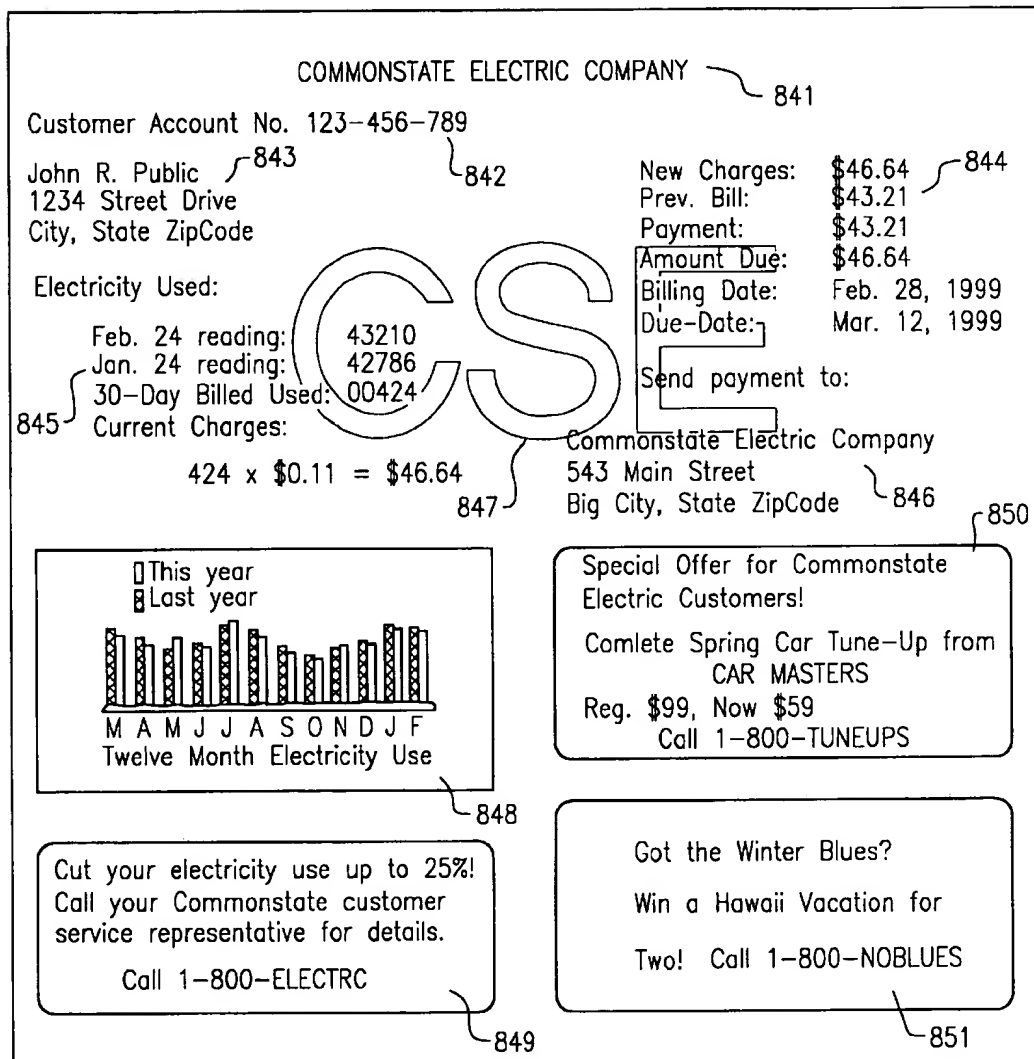 COMMONSTATE ELECTRIC COMPANY
841
Customer Account No. 123-456-789
842
John R. Public
843
1234 Street Drive
City, State ZipCode
New Charges: $46.64
844
Prev. Bill: $43.21
Payment: $43.21
Amount Due: $46.64
Billing Date: Feb. 28, 1999
Due-Date: Mar. 12, 1999
CSE
847
Electricity Used:
Feb. 24 reading: 43210
Jan. 24 reading: 42786
30-Day Billed Used: 00424
845
Current Charges:
424 x $0.11 = $46.64
Send payment to:
Commonstate Electric Company
543 Main Street
Big City, State ZipCode
846
This year
Last year
M A M J J A S O N D J F
Twelve Month Electricity Use
848
850
Special Offer for Commonstate
Electric Customers!
Comlete Spring Car Tune-Up from
CAR MASTERS
Reg. $99, Now $59
Call 1-800-TUNEUPS
Cut your electricity use up to 25%!
Call your Commonstate customer
service representative for details.
Call 1-800-ELECTRC
849
Got the Winter Blues?
Win a Hawaii Vacation for
Two! Call 1-800-NOBLUES
851